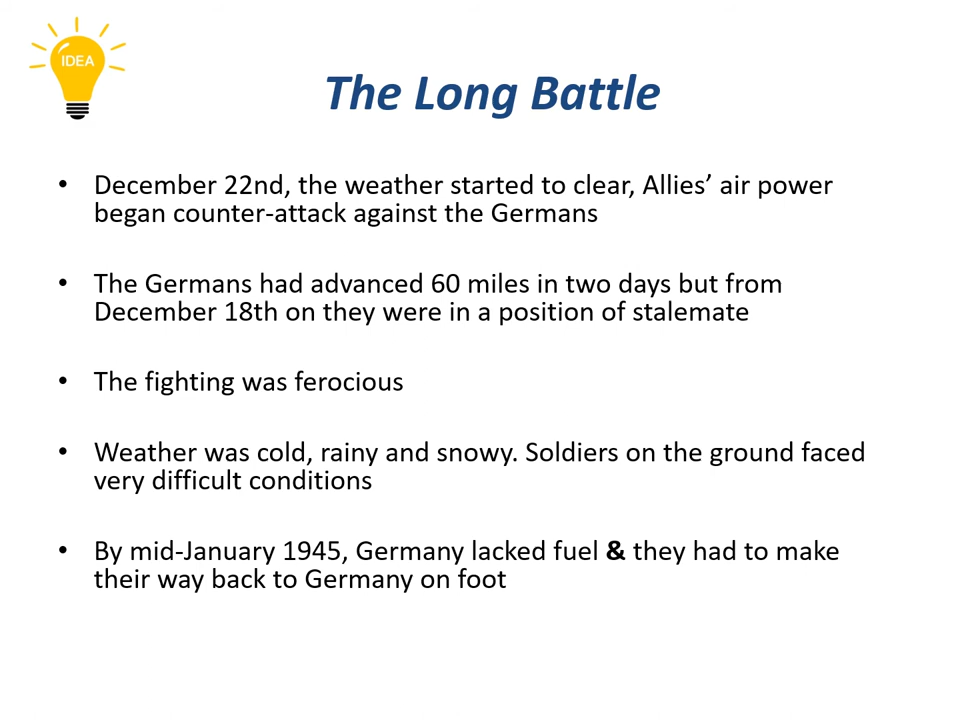 IDEA
The Long Battle
• December 22nd, the weather started to clear, Allies’ air power
began counter-attack against the Germans
• The Germans had advanced 60 miles in two days but from
December 18th on they were in a position of stalemate
• The fighting was ferocious
• Weather was cold, rainy and snowy. Soldiers on the ground faced
very difficult conditions
• By mid-January 1945, Germany lacked fuel & they had to make
their way back to Germany on foot